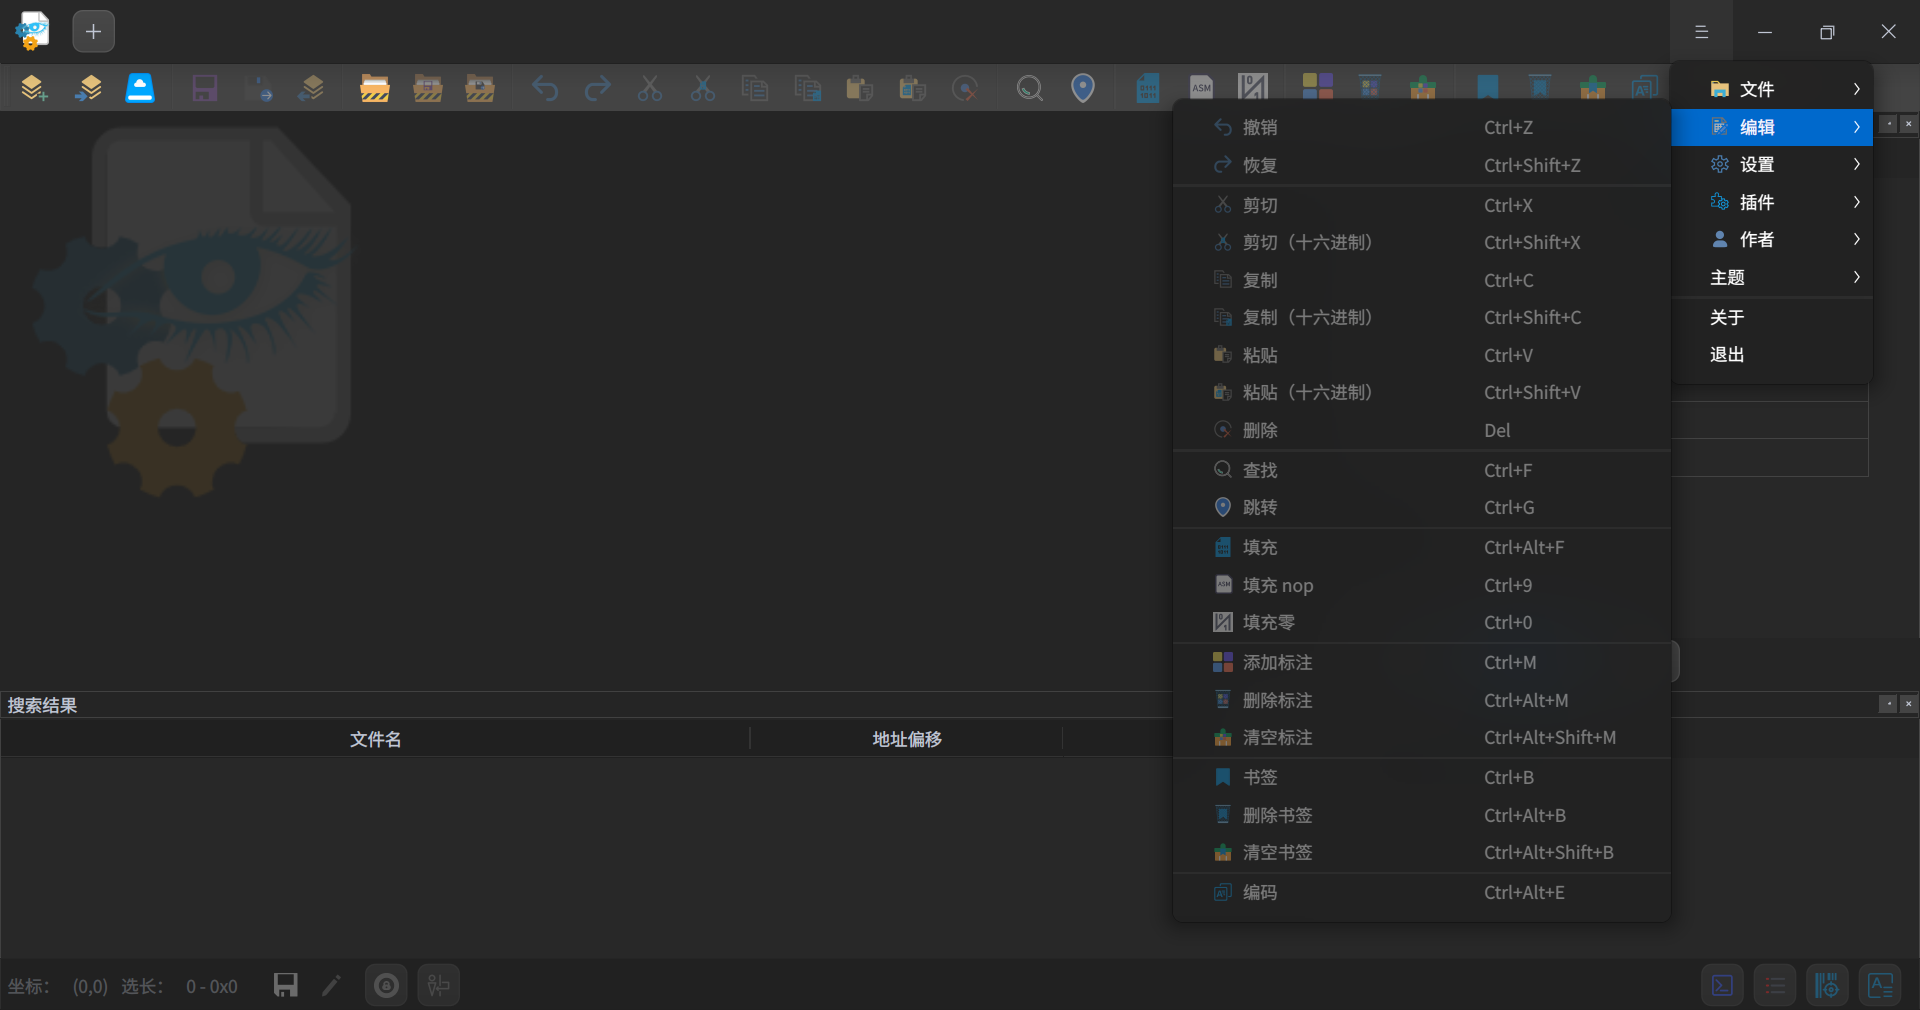 文件
编辑
设置
插件
作者
主题
关于
退出
撤销 Ctrl+Z
恢复 Ctrl+Shift+Z
剪切 Ctrl+X
剪切（十六进制） Ctrl+Shift+X
复制 Ctrl+C
复制（十六进制） Ctrl+Shift+C
粘贴 Ctrl+V
粘贴（十六进制） Ctrl+Shift+V
删除 Del
查找 Ctrl+F
跳转 Ctrl+G
填充 Ctrl+Alt+F
填充 nop Ctrl+9
填充零 Ctrl+0
添加标注 Ctrl+M
删除标注 Ctrl+Alt+M
清空标注 Ctrl+Alt+Shift+M
书签 Ctrl+B
删除书签 Ctrl+Alt+B
清空书签 Ctrl+Alt+Shift+B
编码 Ctrl+Alt+E
搜索结果
文件名 地址偏移
坐标： (0,0) 选长： 0 - 0x0